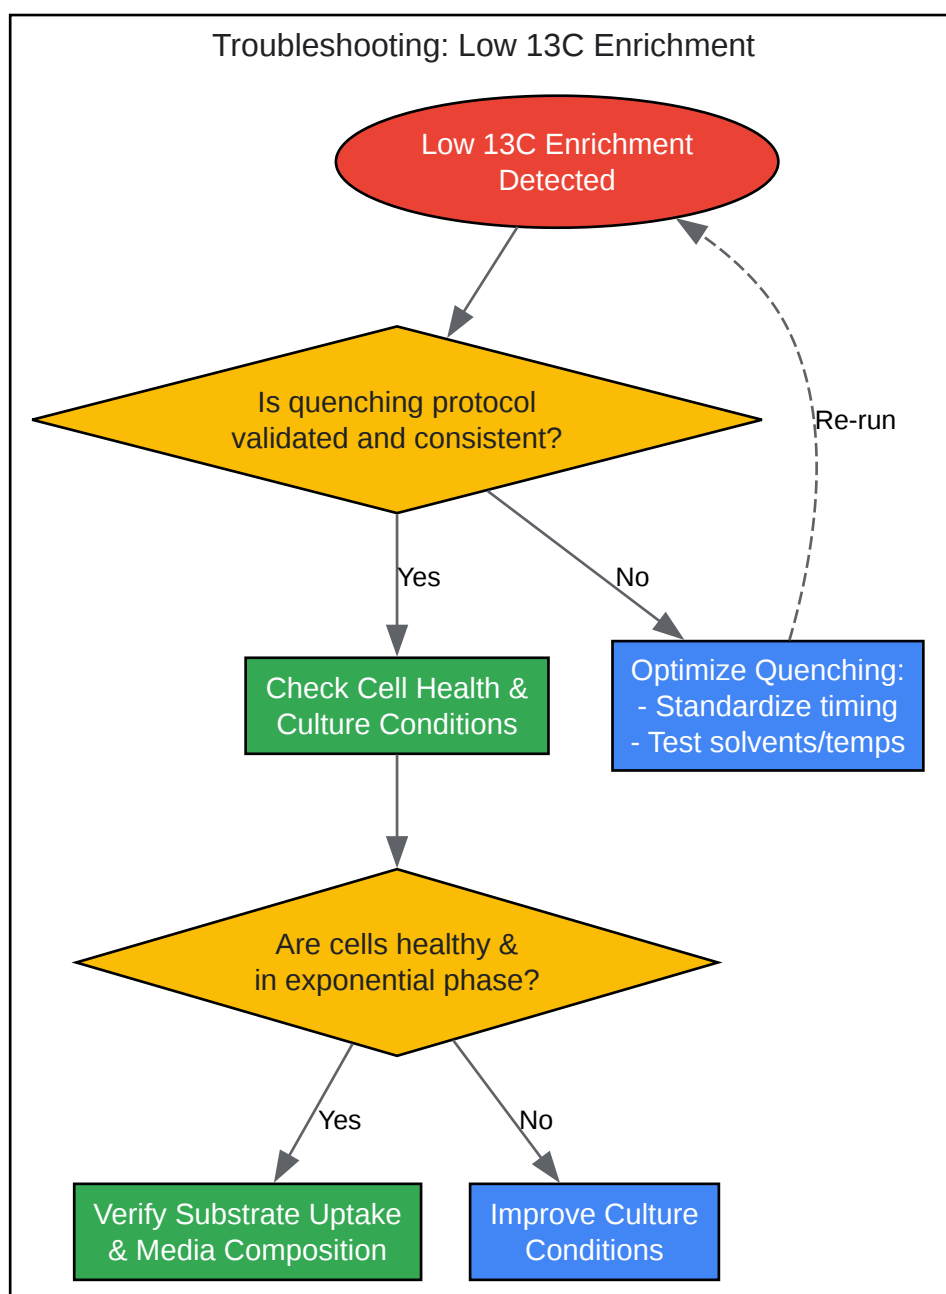 Troubleshooting: Low 13C Enrichment
Low 13C Enrichment
Detected
Is quenching protocol
validated and consistent?
Re-run
Yes
No
Check Cell Health &
Culture Conditions
Optimize Quenching:
- Standardize timing
- Test solvents/temps
Are cells healthy &
in exponential phase?
Yes
No
Verify Substrate Uptake
& Media Composition
Improve Culture
Conditions